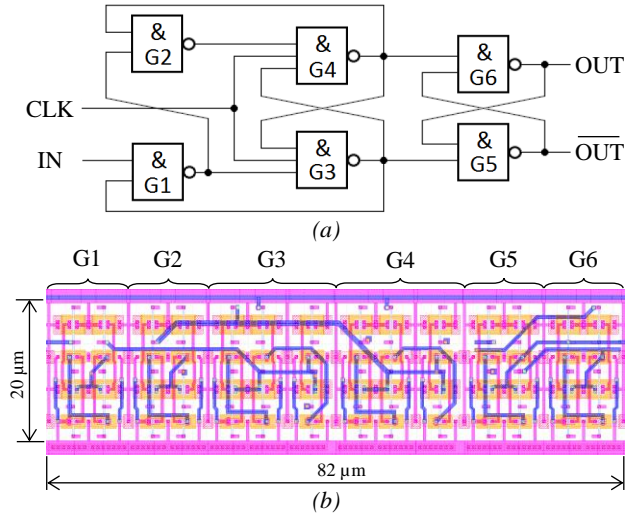 &
G2
&
G4
&
G6
OUT
CLK
IN
&
G1
&
G3
&
G5
OUT
(a)
G1 G2 G3 G4 G5 G6
20 µm
82 µm
(b)